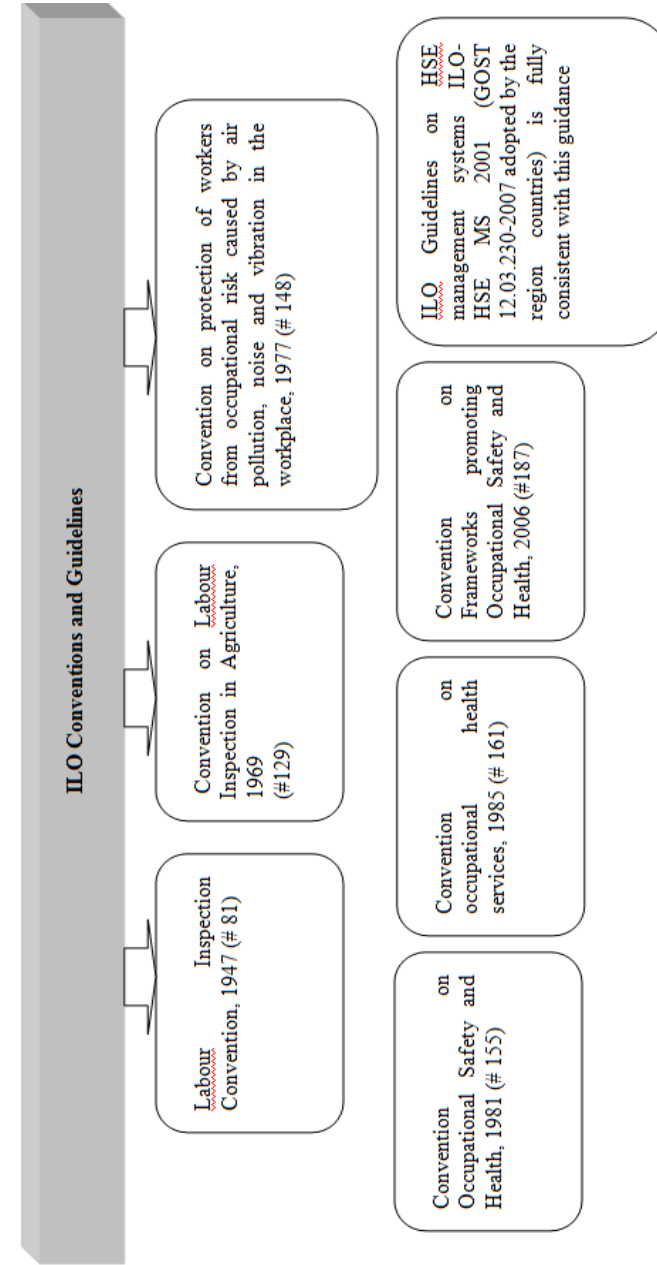 ILO Conventions and Guidelines
Labour Inspection
Convention, 1947 (# 81)
Convention on Labour
Inspection in Agriculture,
1969
(#129)
Convention on protection of workers
from occupational risk caused by air
pollution, noise and vibration in the
workplace, 1977 (# 148)
Convention on
Occupational Safety and
Health, 1981 (# 155)
Convention on
occupational health
services, 1985 (# 161)
Convention on
Frameworks promoting
Occupational Safety and
Health, 2006 (#187)
ILO Guidelines on HSE
management systems ILO-
HSE MS 2001 (GOST
12.03.230-2007 adopted by the
region countries) is fully
consistent with this guidance